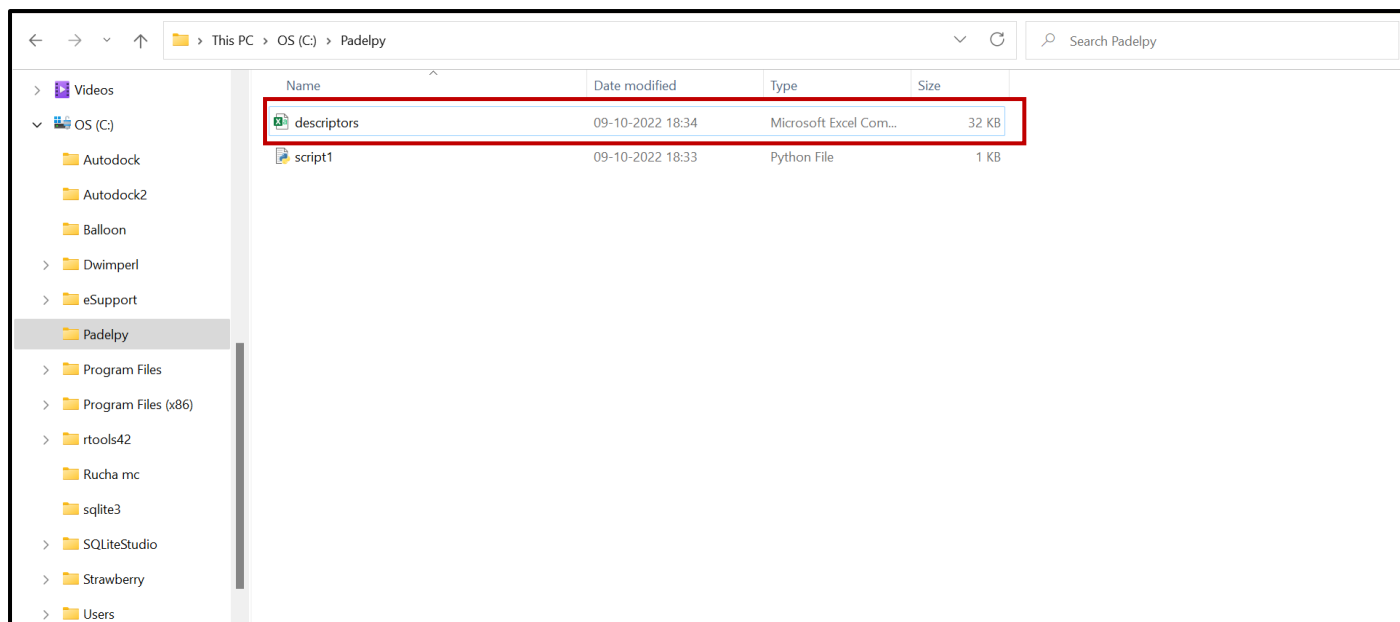 This PC > OS (C:) > Padelpy
Search Padelpy
Name Date modified Type Size
descriptors 09-10-2022 18:34 Microsoft Excel Com... 32 KB
script1 09-10-2022 18:33 Python File 1 KB
Videos
OS (C:)
Autodock
Autodock2
Balloon
Dwimperl
eSupport
Padelpy
Program Files
Program Files (x86)
rtools42
Rucha mc
sqlite3
SQLiteStudio
Strawberry
Users